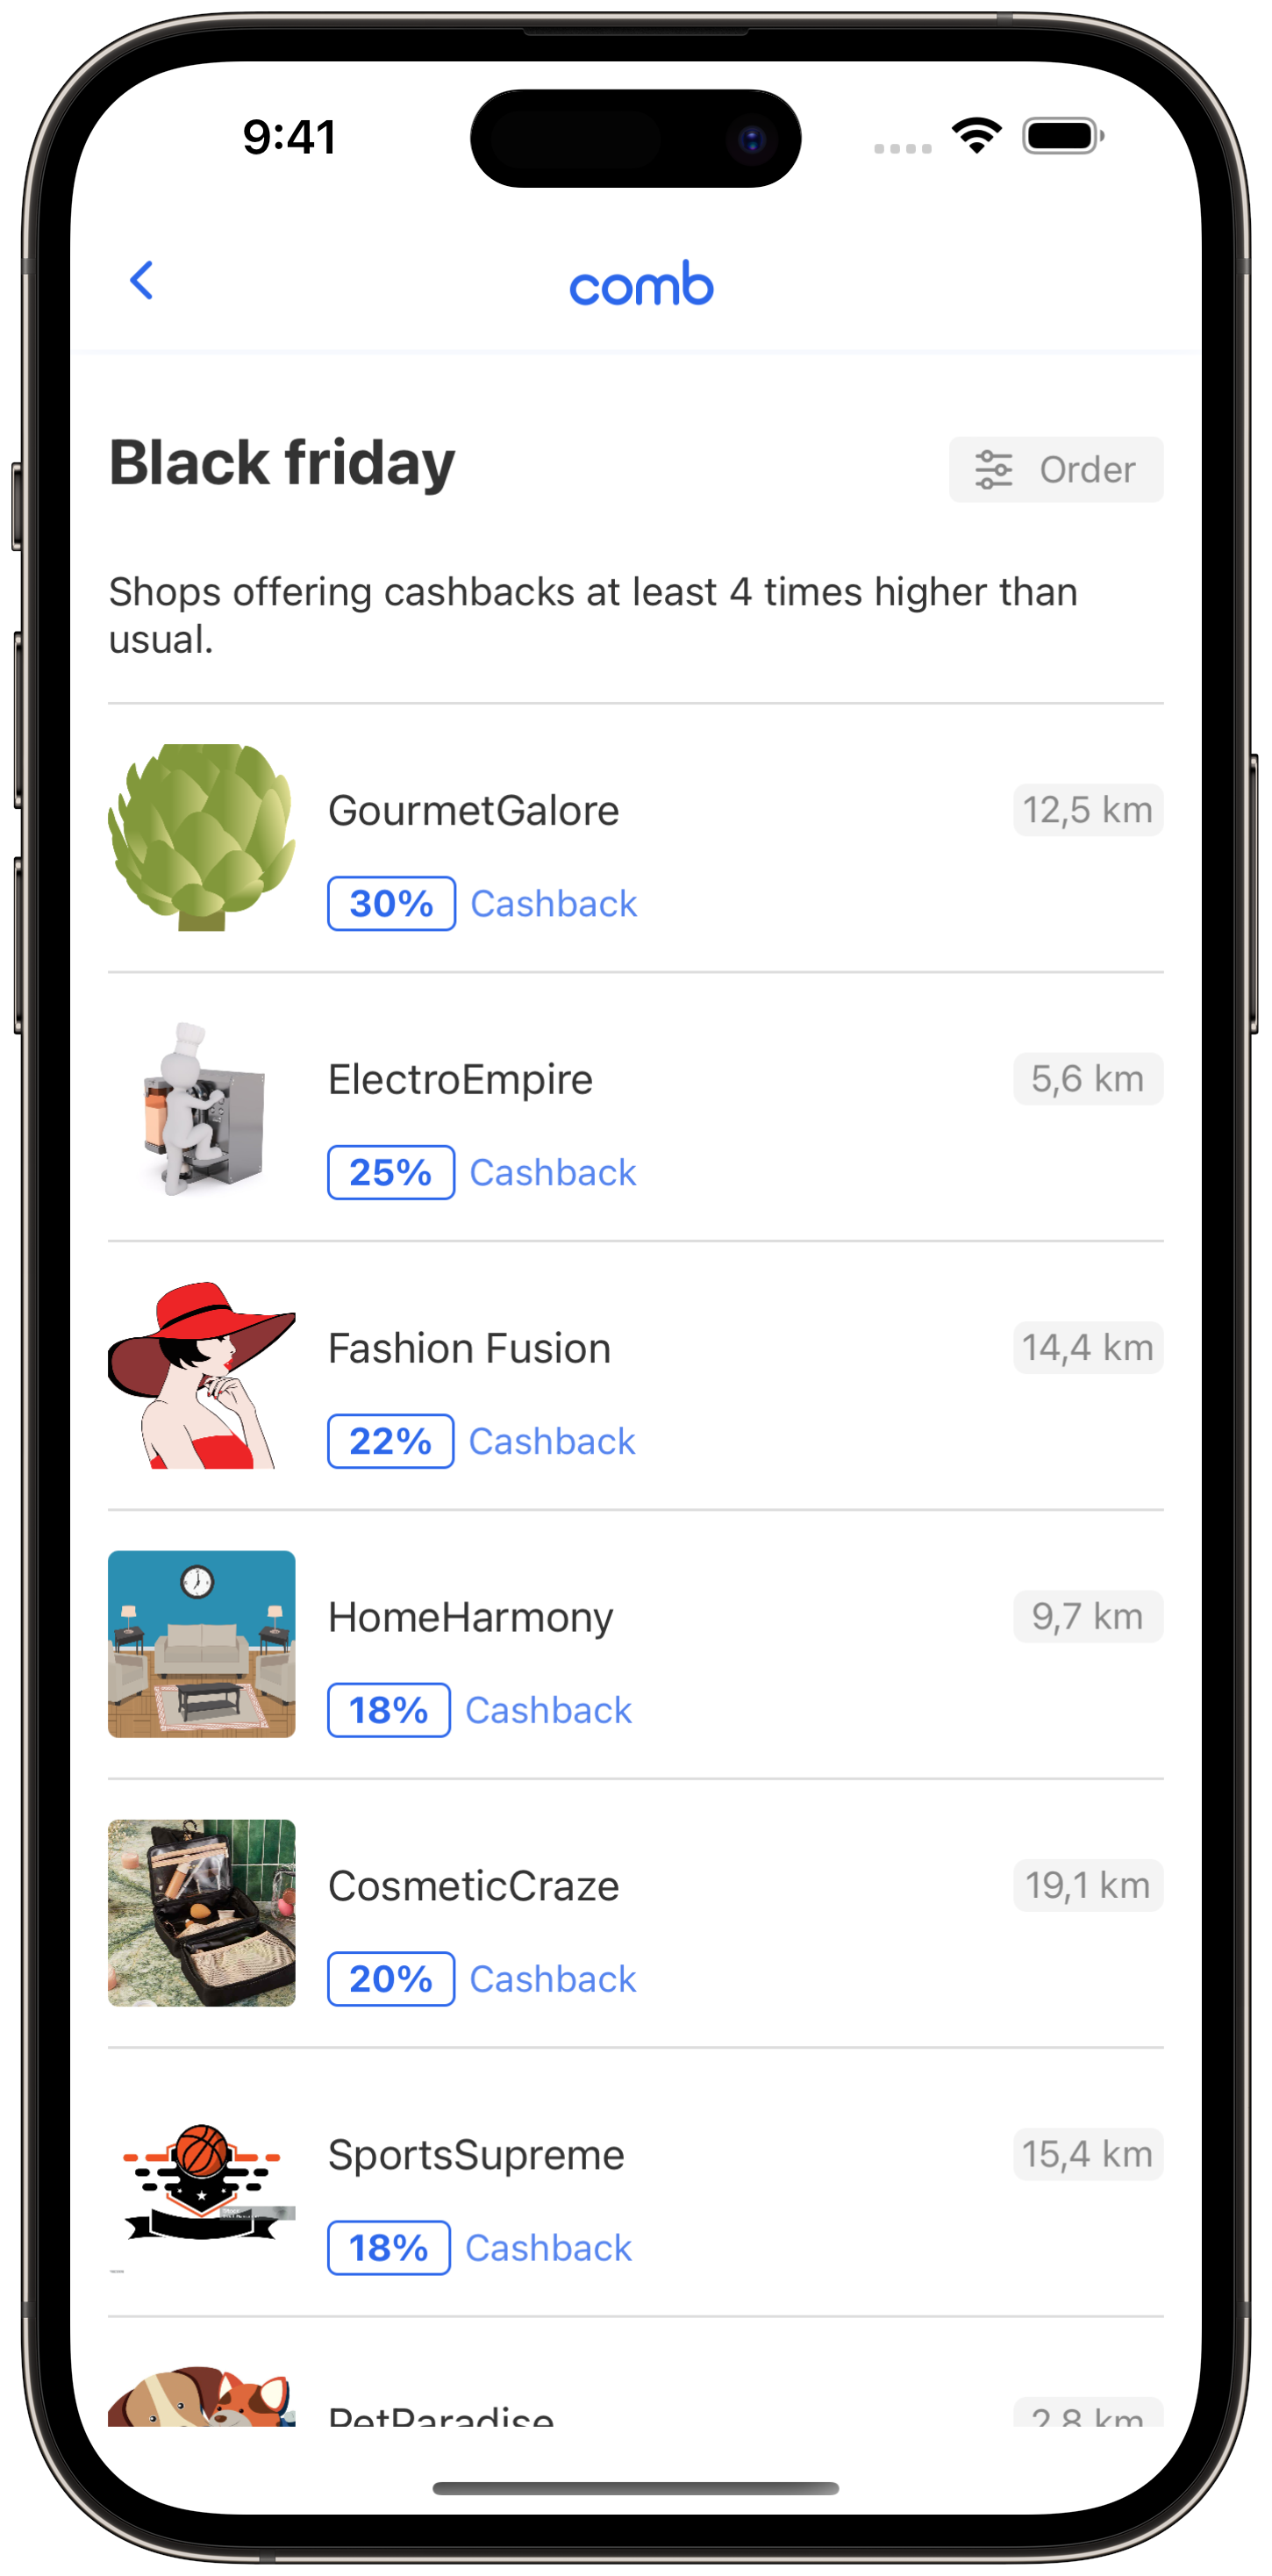 9:41
comb
Black friday
Order
Shops offering cashbacks at least 4 times higher than
usual.
GourmetGalore
12,5 km
30% Cashback
ElectroEmpire
5,6 km
25% Cashback
Fashion Fusion
14,4 km
22% Cashback
HomeHarmony
9,7 km
18% Cashback
CosmeticCraze
19,1 km
20% Cashback
SportsSupreme
15,4 km
18% Cashback
PetParadise
2,8 km